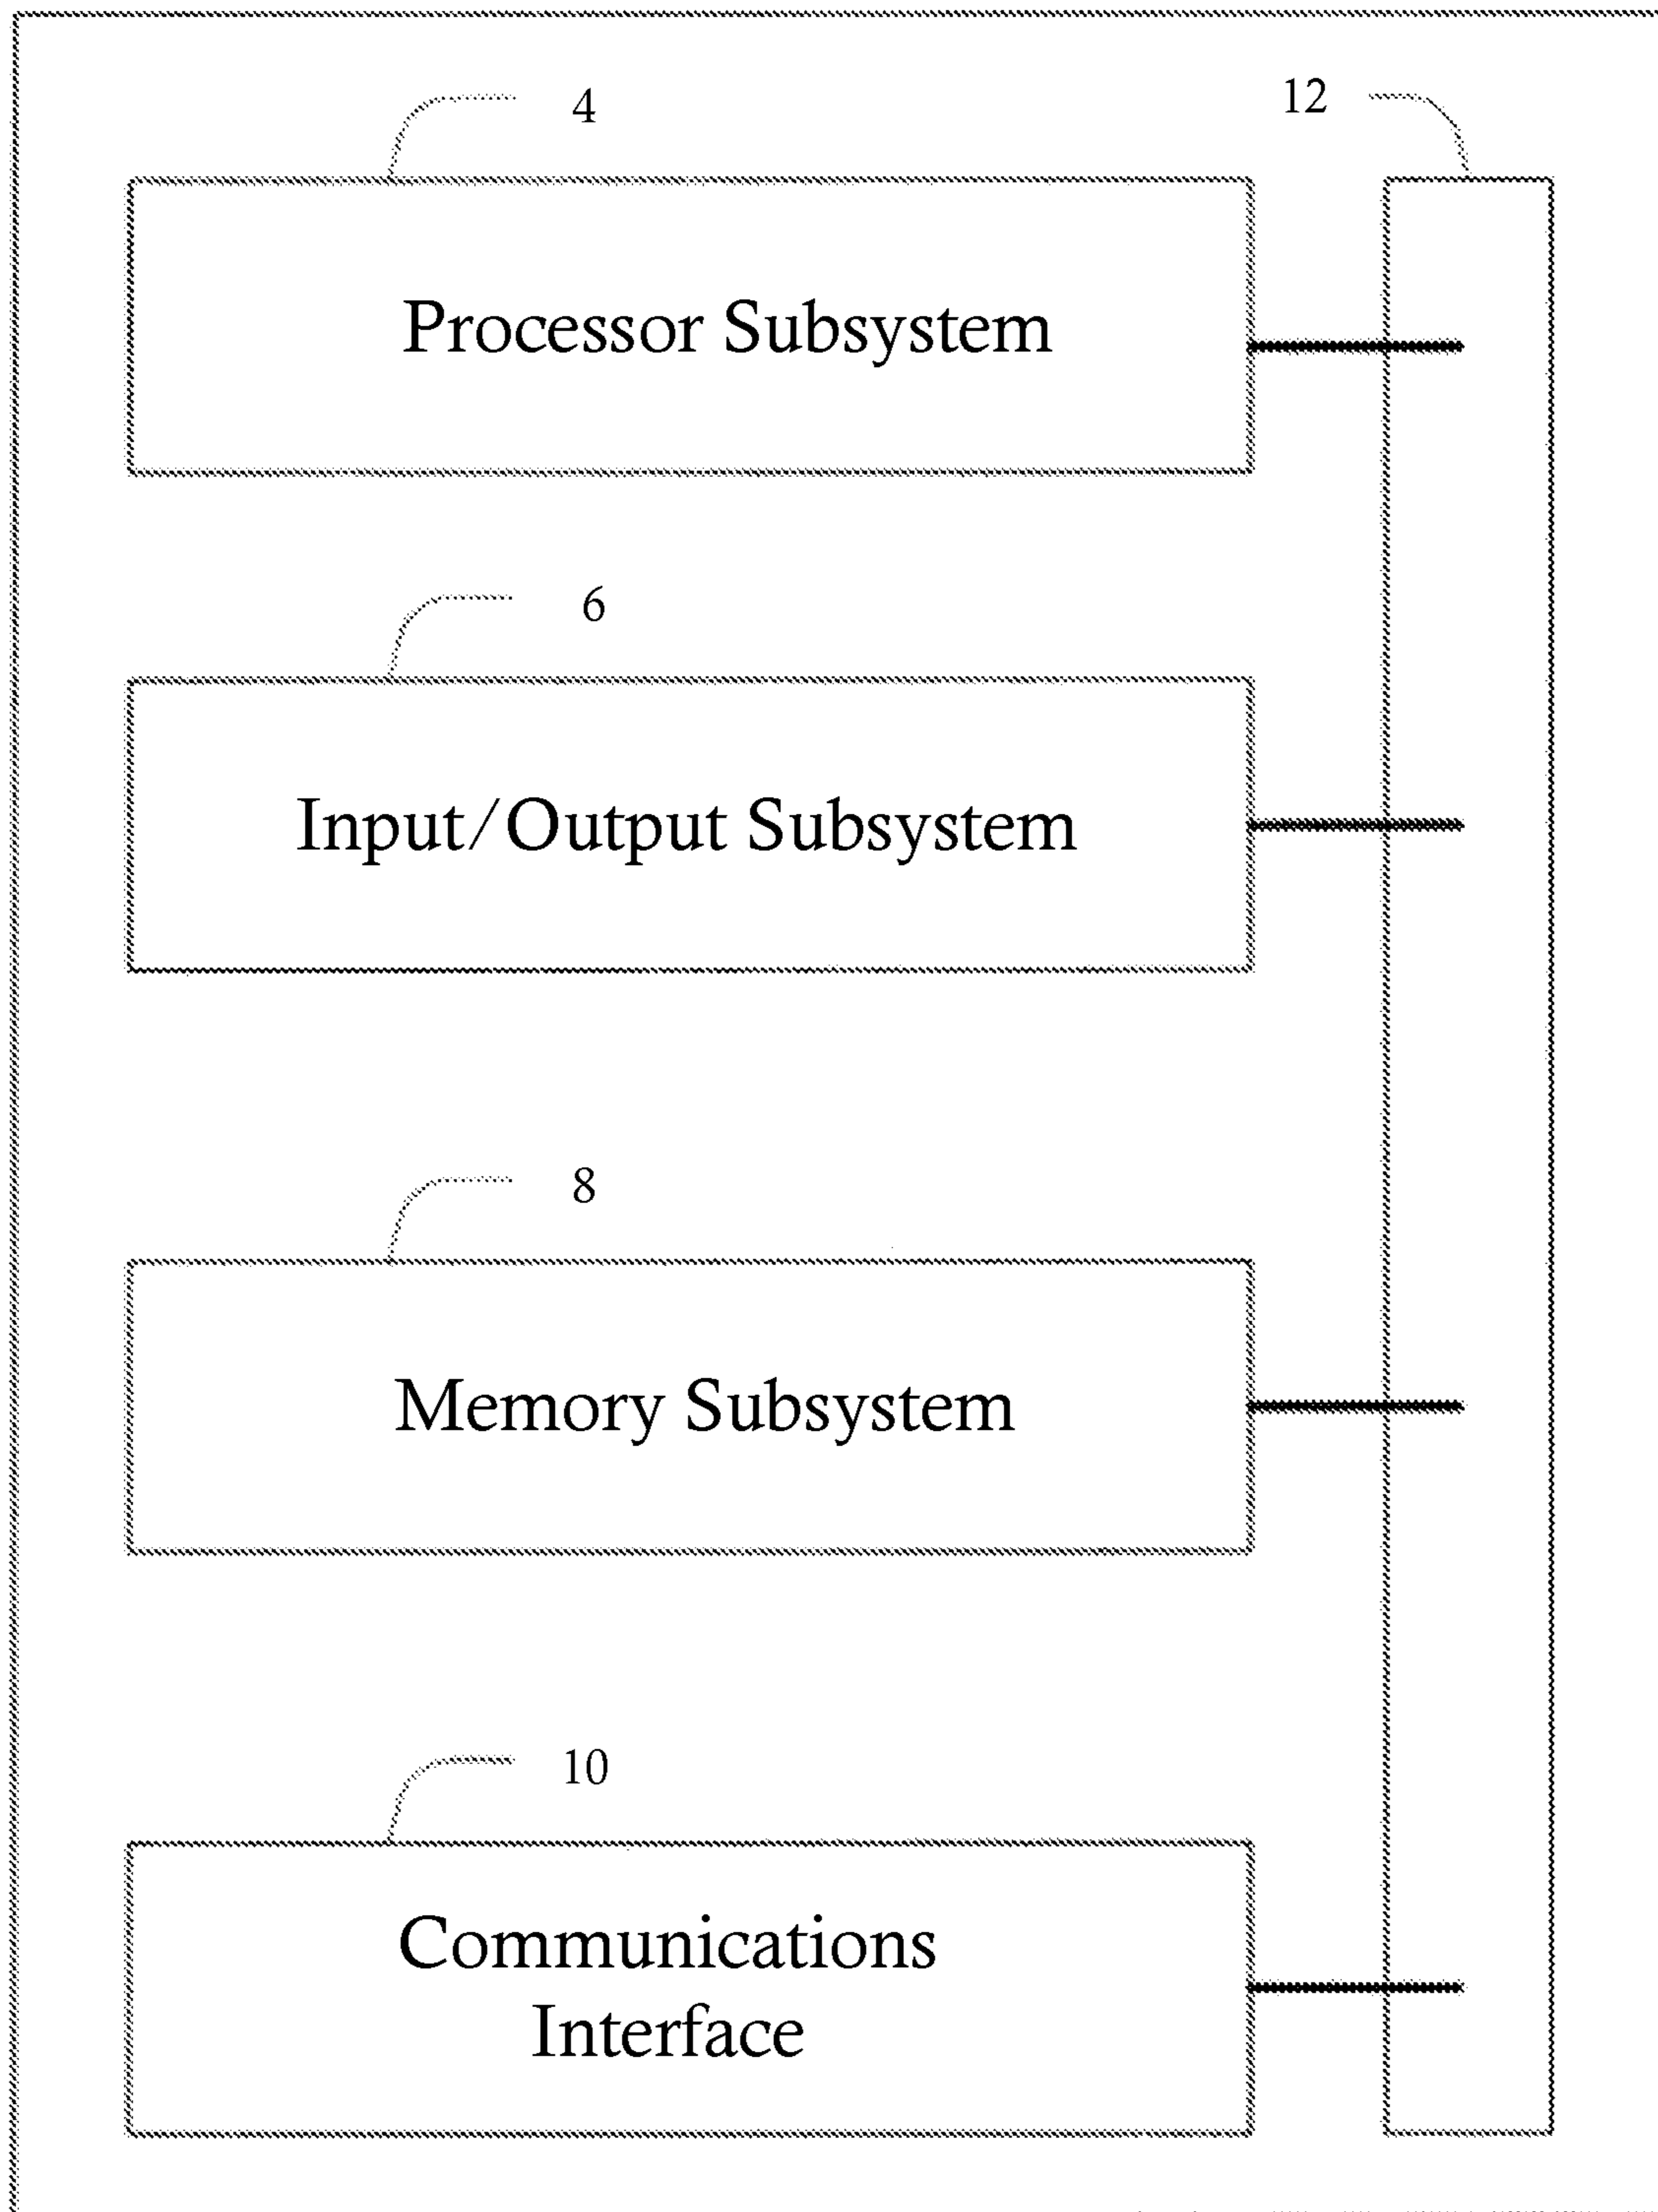 4
12
Processor Subsystem
6
Input/Output Subsystem
8
Memory Subsystem
10
Communications
Interface